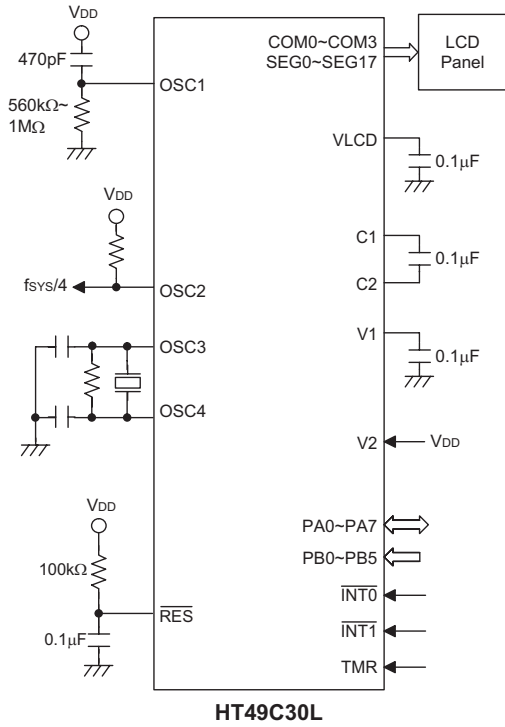 VDD
470pF
560kΩ~
1MΩ
OSC1
VDD
fSYS/4
OSC2
OSC3
OSC4
VDD
100kΩ
RES
0.1μF
COM0~COM3
SEG0~SEG17
LCD
Panel
VLCD
0.1μF
C1
C2
0.1μF
V1
0.1μF
V2
VDD
PA0~PA7
PB0~PB5
INT0
INT1
TMR
HT49C30L